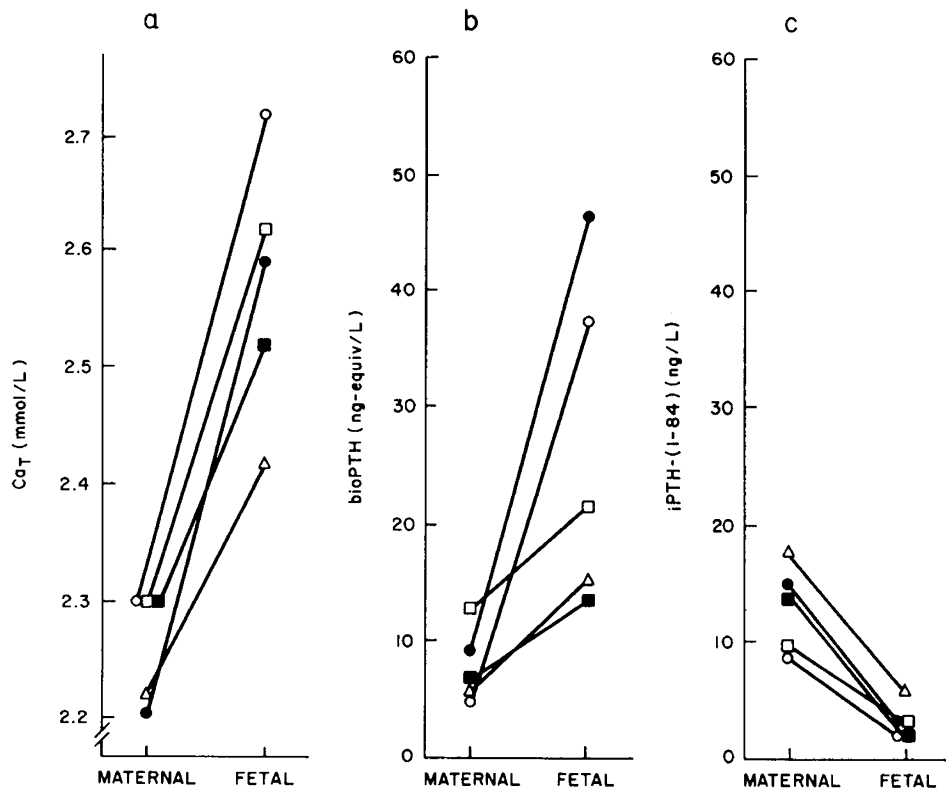 a
2.7
2.6
2.5
2.4
2.3
2.2
CaT (mmol/L)
MATERNAL FETAL
b
60
50
40
30
20
10
0
bioPTH (ng-equiv/L)
MATERNAL FETAL
c
60
50
40
30
20
10
0
iPTH-(1-84) (ng/L)
MATERNAL FETAL